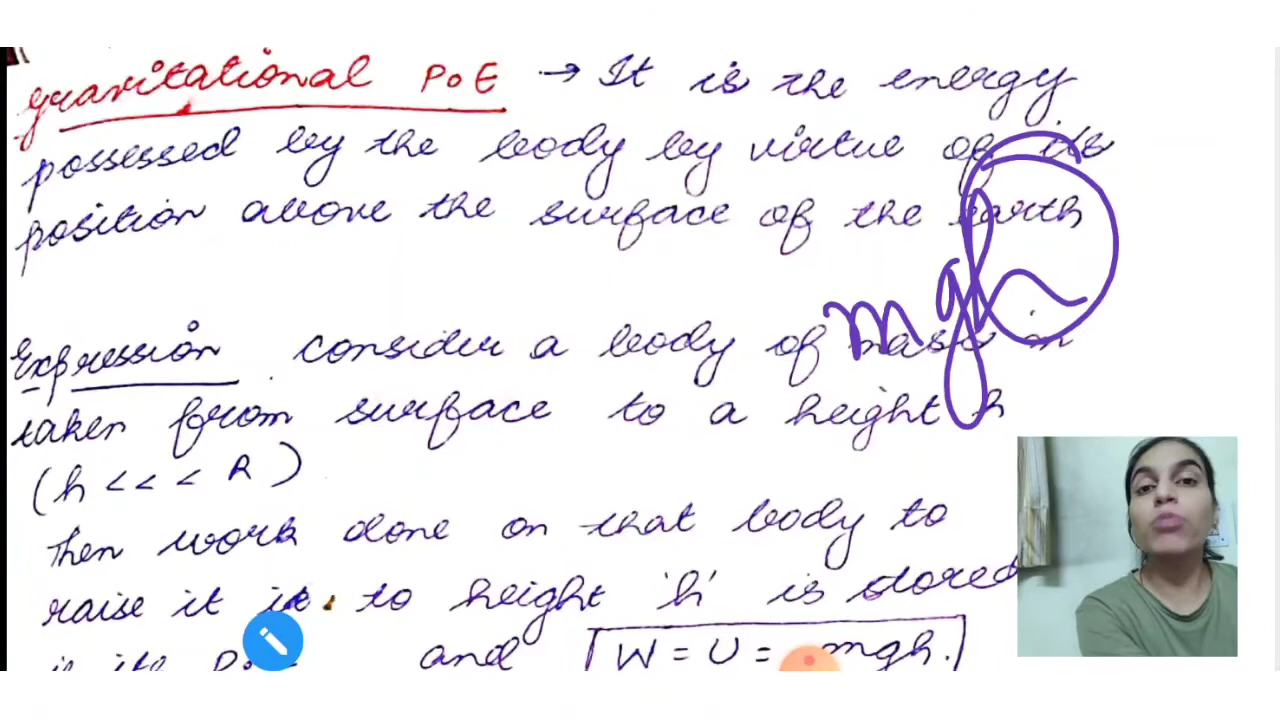 gravitational P.E → It is the energy
possessed by the body by virtue of its
position above the surface of the earth
mgh
Expression consider a body of mass m
taken from surface to a height h
(h <<< R)
Then work done on that body to
raise it it to height 'h' is stored
and W = U = mgh.